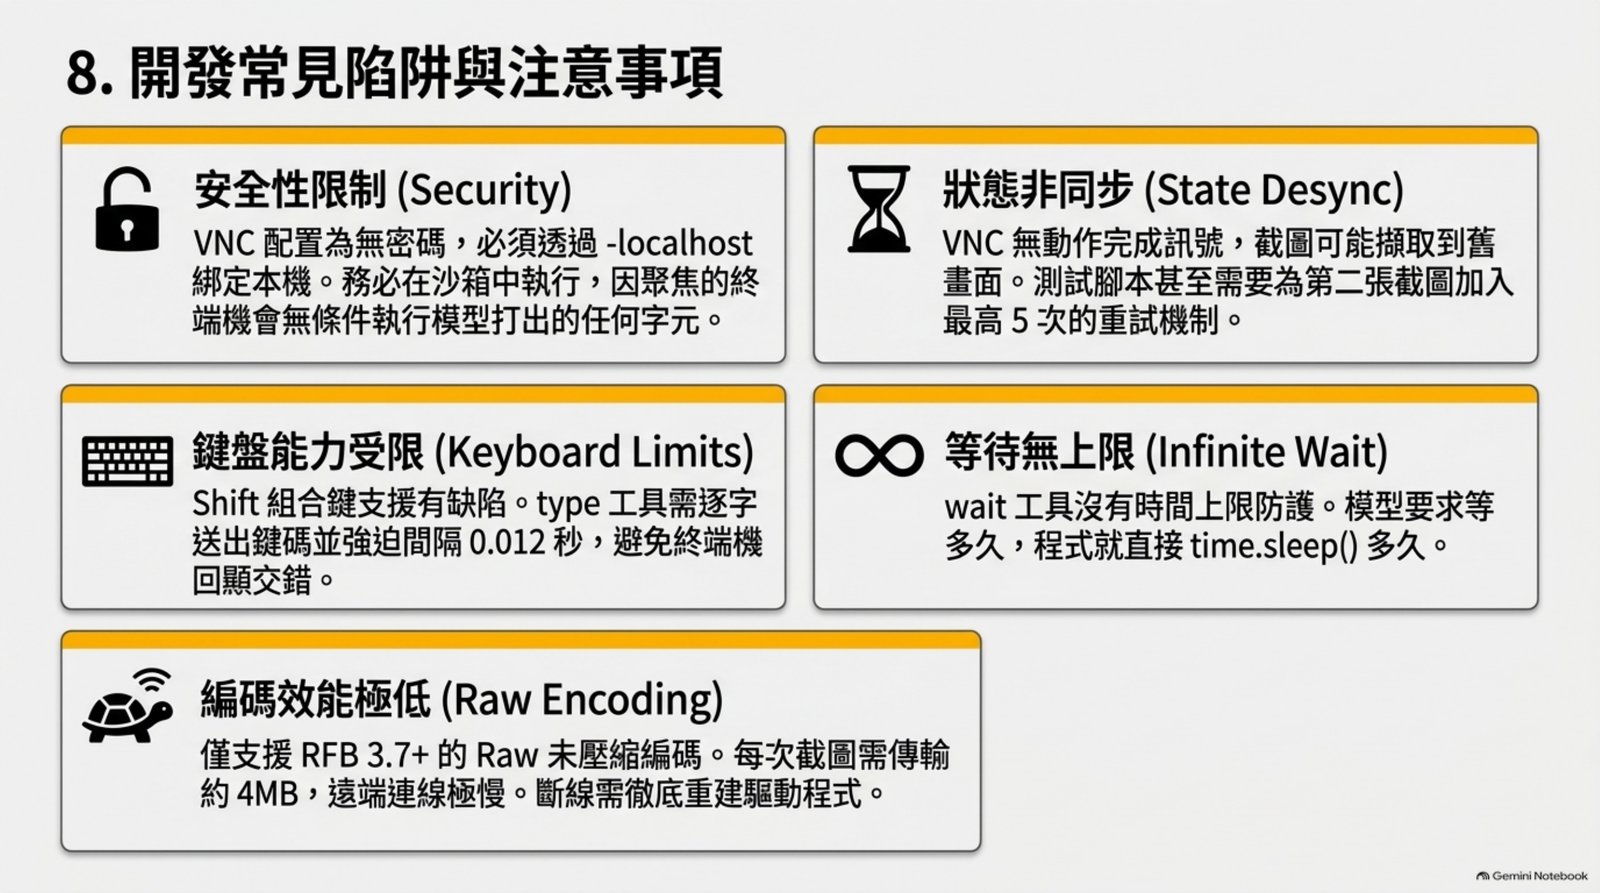 8. 開發常見陷阱與注意事項
安全性限制 (Security)
VNC 配置為無密碼，必須透過 -localhost
綁定本機。務必在沙箱中執行，因聚焦的終
端機會無條件執行模型打出的任何字元。
狀態非同步 (State Desync)
VNC 無動作完成訊號，截圖可能擷取到舊
畫面。測試腳本甚至需要為第二張截圖加入
最高 5 次的重試機制。
鍵盤能力受限 (Keyboard Limits)
Shift 組合鍵支援有缺陷。type 工具需逐字
送出鍵碼並強迫間隔 0.012 秒，避免終端機
回顯交錯。
等待無上限 (Infinite Wait)
wait 工具沒有時間上限防護。模型要求等
多久，程式就直接 time.sleep() 多久。
編碼效能極低 (Raw Encoding)
僅支援 RFB 3.7+ 的 Raw 未壓縮編碼。每次截圖需傳輸
約 4MB，遠端連線極慢。斷線需徹底重建驅動程式。
Gemini Notebook